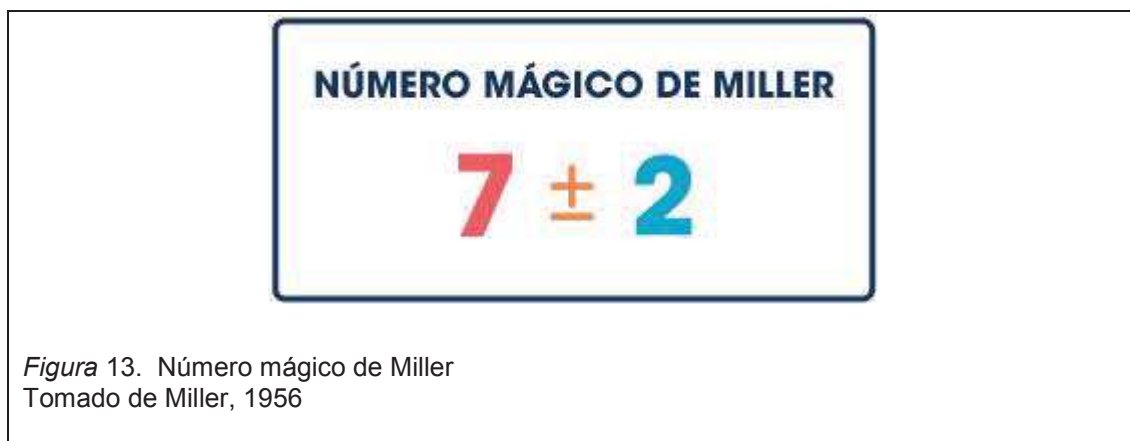 NÚMERO MÁGICO DE MILLER
7 ± 2
Figura 13. Número mágico de Miller
Tomado de Miller, 1956